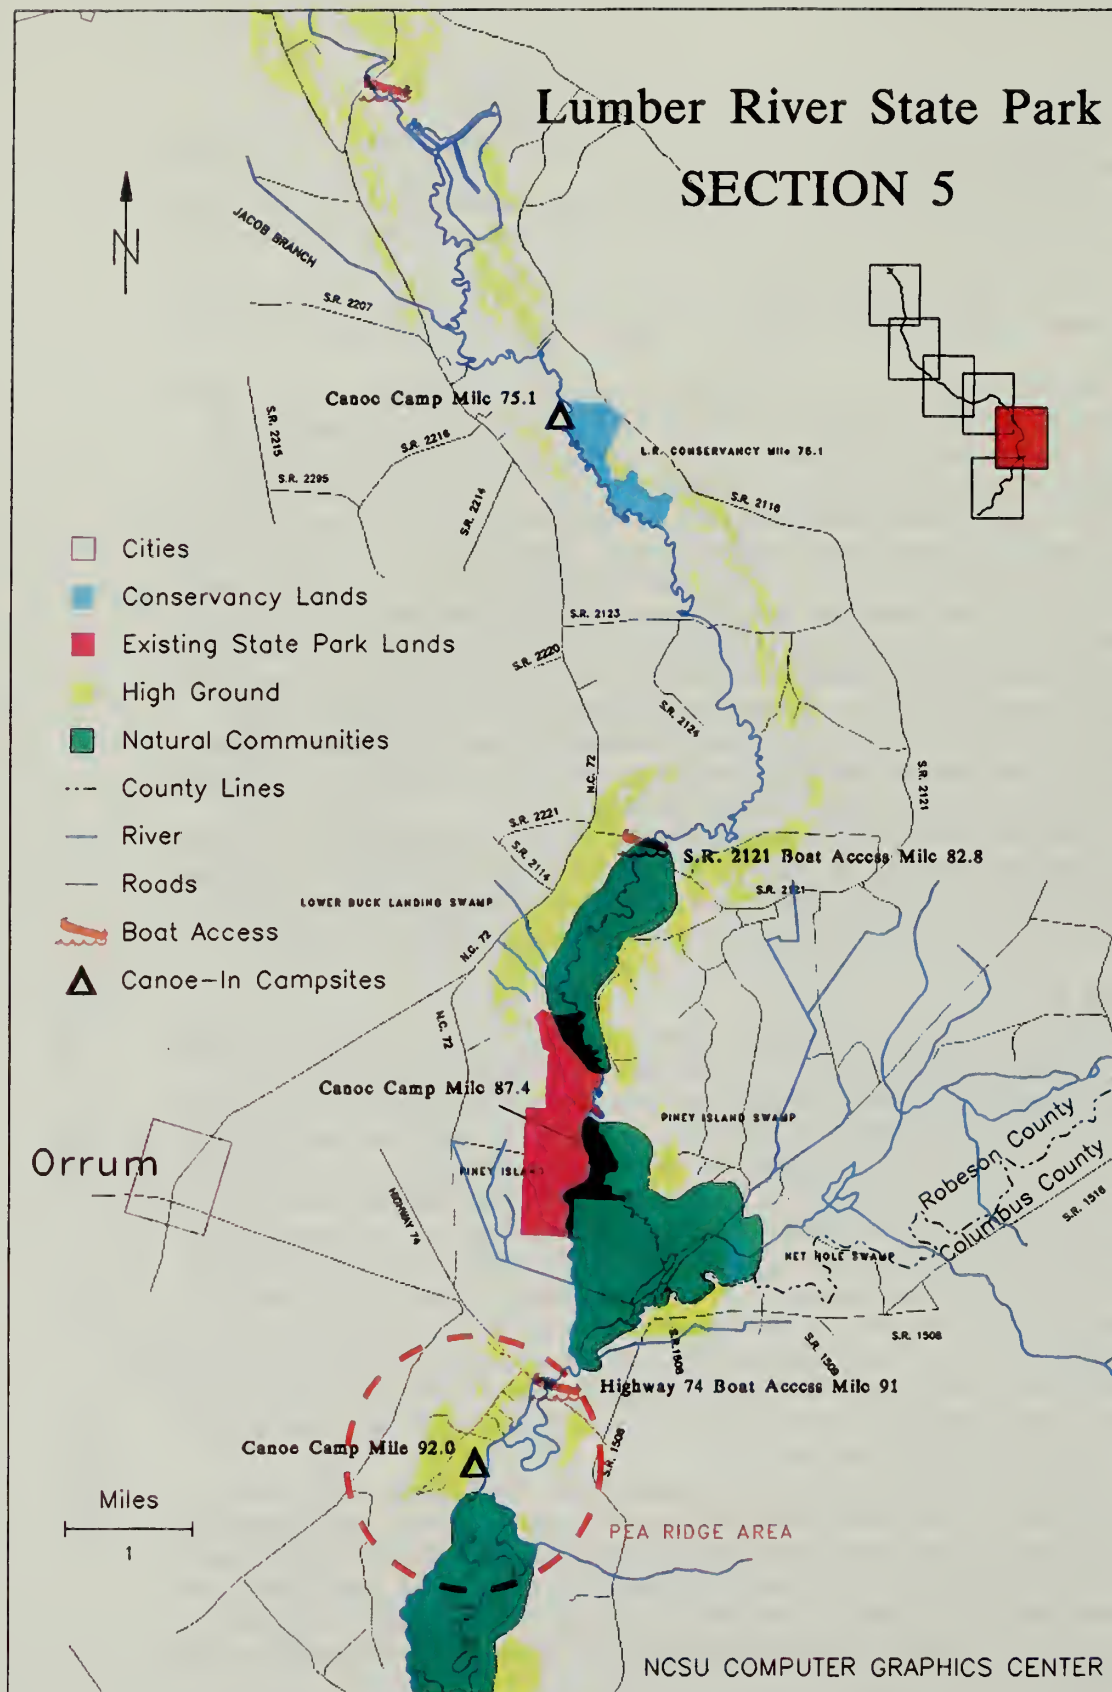 Lumber River State Park
SECTION 5
N
JACOB BRANCH
S.R. 2207
Canoe Camp Mile 75.1
S.R. 2215
S.R. 2216
L.R. CONSERVANCY Mile 75.1
S.R. 2295
S.R. 2214
S.R. 2116
Cities
Conservancy Lands
Existing State Park Lands
High Ground
Natural Communities
County Lines
River
Roads
Boat Access
Canoe-In Campsites
S.R. 2123
S.R. 2220
S.R. 2124
N.C. 72
S.R. 2121
S.R. 2221
S.R. 2114
S.R. 2121 Boat Access Mile 82.8
S.R. 2121
LOWER BUCK LANDING SWAMP
N.C. 72
N.C. 72
Canoe Camp Mile 87.4
PINEY ISLAND SWAMP
Orrum
PINEY ISLAND
HIGHWAY 74
Robeson County
Columbus County
S.R. 1516
NET HOLE SWAMP
S.R. 1506
S.R. 1509
S.R. 1508
Highway 74 Boat Access Mile 91
Canoe Camp Mile 92.0
S.R. 1506
Miles
1
PEA RIDGE AREA
NCSU COMPUTER GRAPHICS CENTER